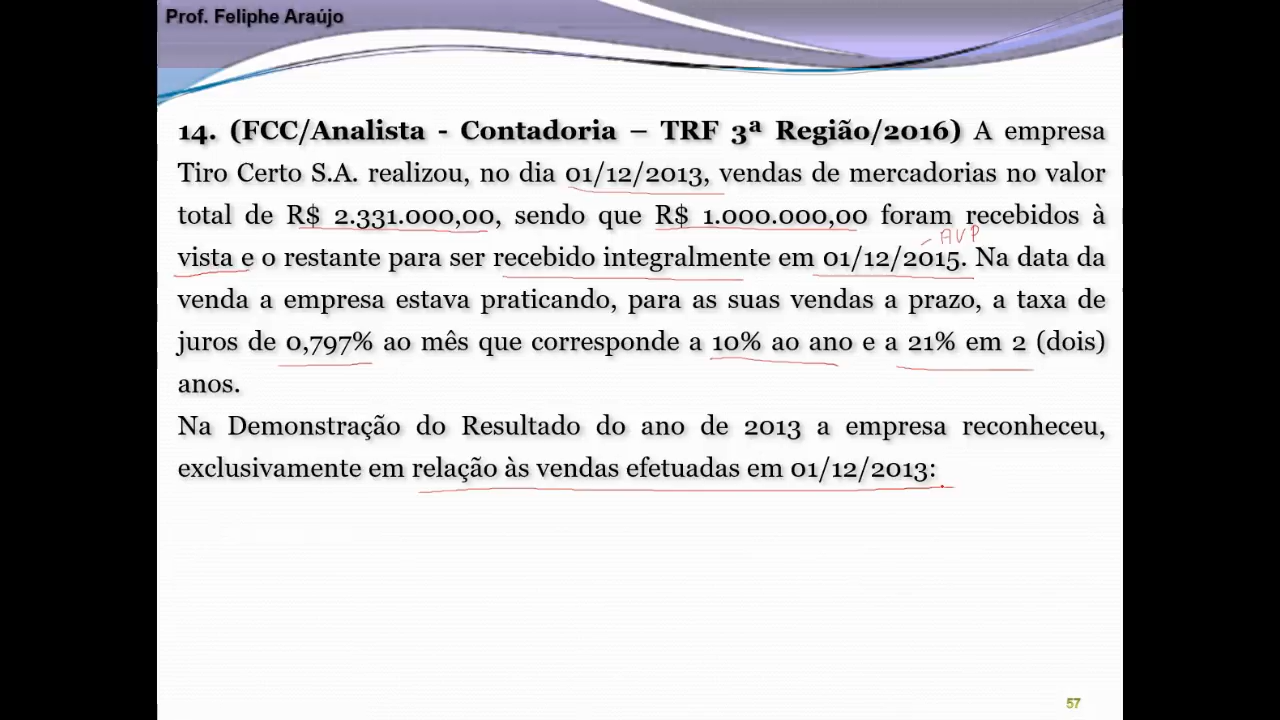 Prof. Feliphe Araújo
14. (FCC/Analista - Contadoria – TRF 3ª Região/2016) A empresa
Tiro Certo S.A. realizou, no dia 01/12/2013, vendas de mercadorias no valor
total de R$ 2.331.000,00, sendo que R$ 1.000.000,00 foram recebidos à
- AVP
vista e o restante para ser recebido integralmente em 01/12/2015. Na data da
venda a empresa estava praticando, para as suas vendas a prazo, a taxa de
juros de 0,797% ao mês que corresponde a 10% ao ano e a 21% em 2 (dois)
anos.
Na Demonstração do Resultado do ano de 2013 a empresa reconheceu,
exclusivamente em relação às vendas efetuadas em 01/12/2013:
57